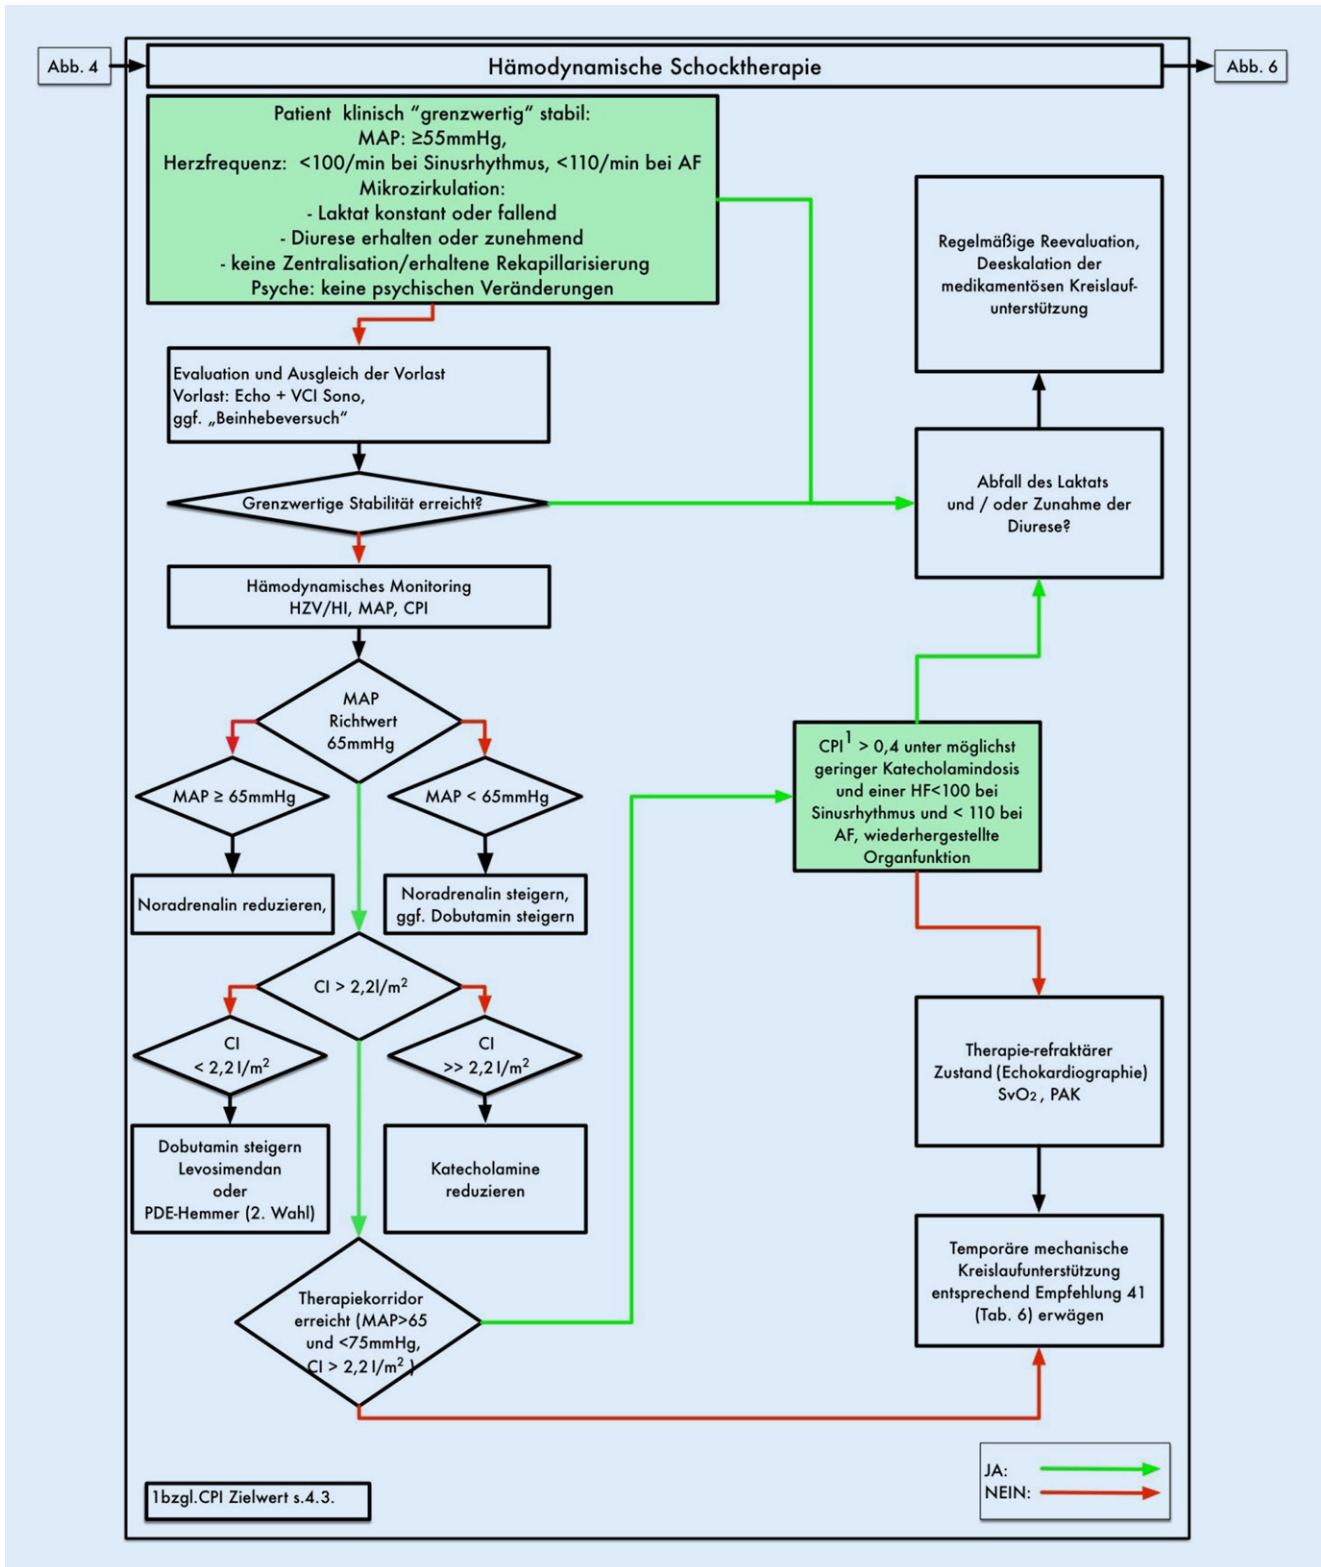 Abb. 4
Hämodynamische Schocktherapie
Abb. 6
Patient klinisch "grenzwertig" stabil:
MAP: ≥55mmHg,
Herzfrequenz: <100/min bei Sinusrhythmus, <110/min bei AF
Mikrozirkulation:
- Laktat konstant oder fallend
- Diurese erhalten oder zunehmend
- keine Zentralisation/erhaltene Rekapillarisierung
Psyche: keine psychischen Veränderungen
Regelmäßige Reevaluation,
Deeskalation der
medikamentösen Kreislauf-
unterstützung
Evaluation und Ausgleich der Vorlast
Vorlast: Echo + VCI Sono,
ggf. „Beinhebeversuch“
Grenzwertige Stabilität erreicht?
Abfall des Laktats
und / oder Zunahme der
Diurese?
Hämodynamisches Monitoring
HZV/HI, MAP, CPI
MAP
Richtwert
65mmHg
MAP ≥ 65mmHg
MAP < 65mmHg
Noradrenalin reduzieren,
Noradrenalin steigern,
ggf. Dobutamin steigern
CPI¹ > 0,4 unter möglichst
geringer Katecholamindosis
und einer HF<100 bei
Sinusrhythmus und < 110 bei
AF, wiederhergestellte
Organfunktion
CI > 2,2l/m²
CI
< 2,2 l/m²
CI
>> 2,2 l/m²
Dobutamin steigern
Levosimendan
oder
PDE-Hemmer (2. Wahl)
Katecholamine
reduzieren
Therapie-refraktärer
Zustand (Echokardiographie)
SvO₂ , PAK
Temporäre mechanische
Kreislaufunterstützung
entsprechend Empfehlung 41
(Tab. 6) erwägen
Therapiekorridor
erreicht (MAP>65
und <75mmHg,
CI > 2,2 l/m² )
1bzgl.CPI Zielwert s.4.3.
JA:
NEIN: